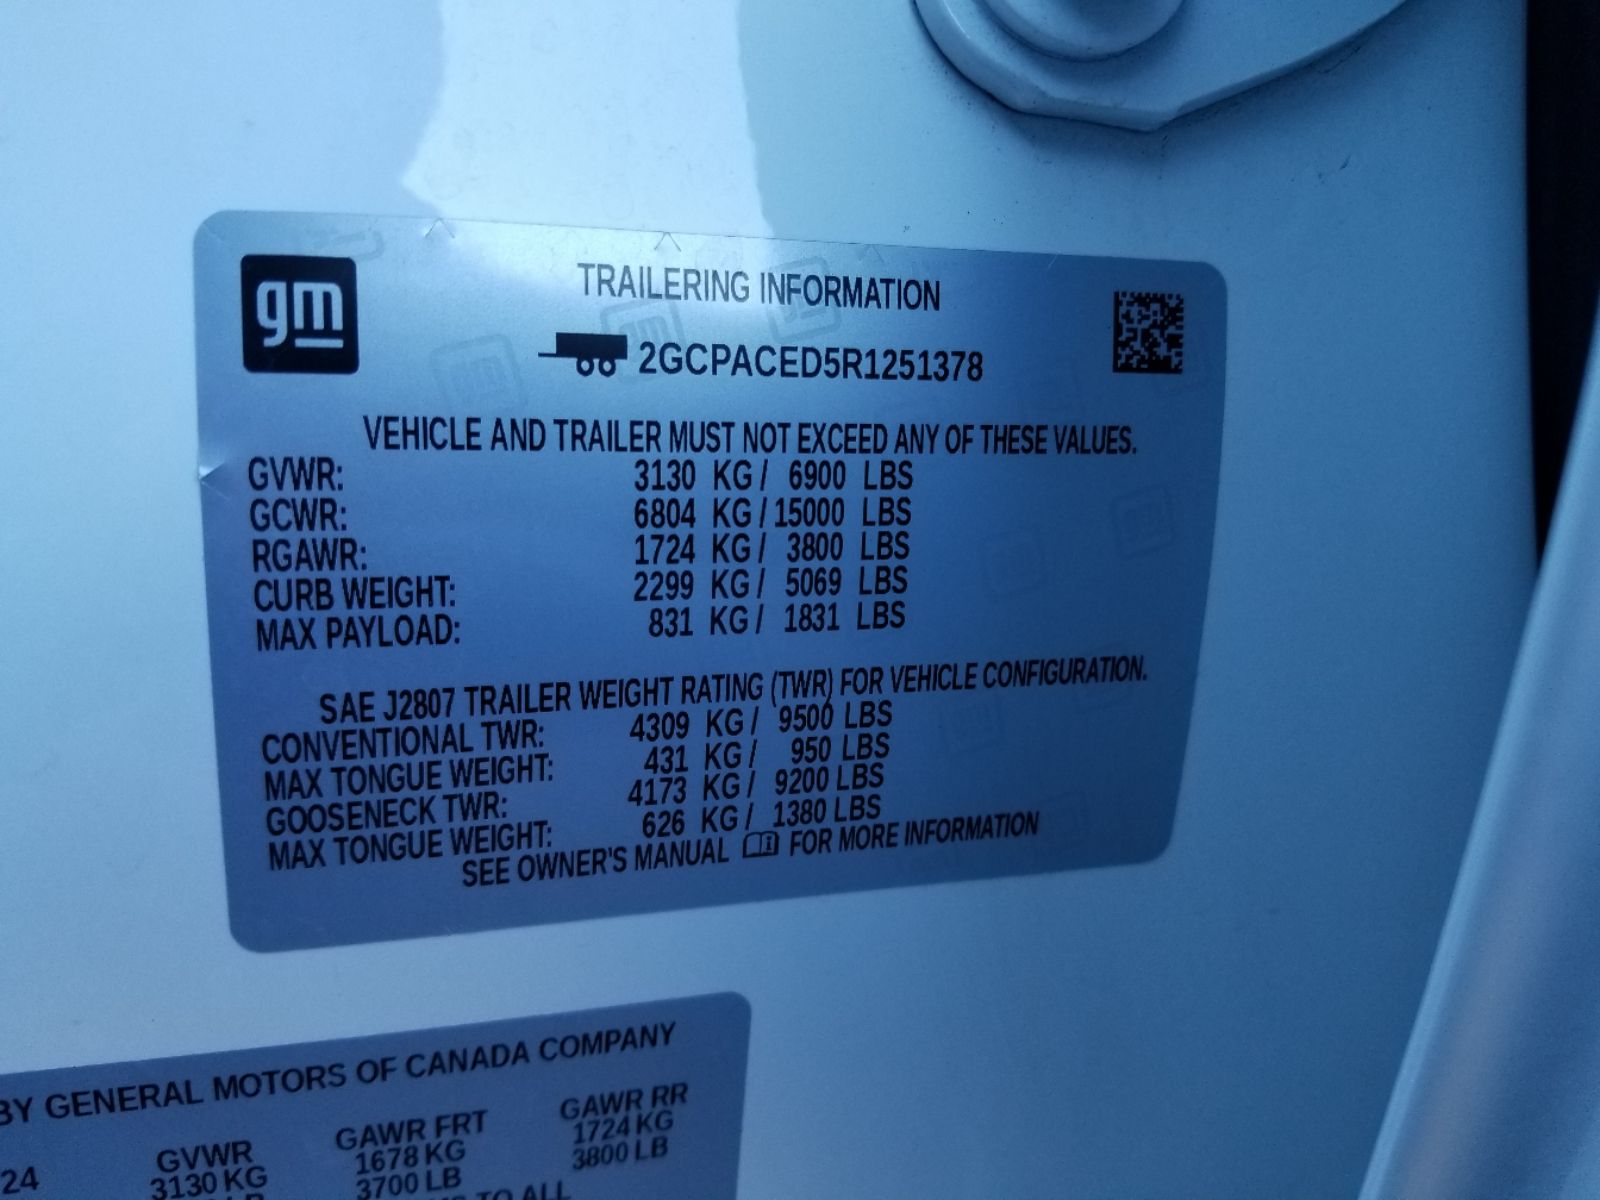 gm
TRAILERING INFORMATION
2GCPACED5R1251378
VEHICLE AND TRAILER MUST NOT EXCEED ANY OF THESE VALUES.
GVWR: 3130 KG / 6900 LBS
GCWR: 6804 KG / 15000 LBS
RGAWR: 1724 KG / 3800 LBS
CURB WEIGHT: 2299 KG / 5069 LBS
MAX PAYLOAD: 831 KG / 1831 LBS
SAE J2807 TRAILER WEIGHT RATING (TWR) FOR VEHICLE CONFIGURATION.
CONVENTIONAL TWR: 4309 KG / 9500 LBS
MAX TONGUE WEIGHT: 431 KG / 950 LBS
GOOSENECK TWR: 4173 KG / 9200 LBS
MAX TONGUE WEIGHT: 626 KG / 1380 LBS
SEE OWNER'S MANUAL FOR MORE INFORMATION
BY GENERAL MOTORS OF CANADA COMPANY
GVWR GAWR FRT GAWR RR
24 3130 KG 1678 KG 1724 KG
3700 LB 3800 LB
TO ALL